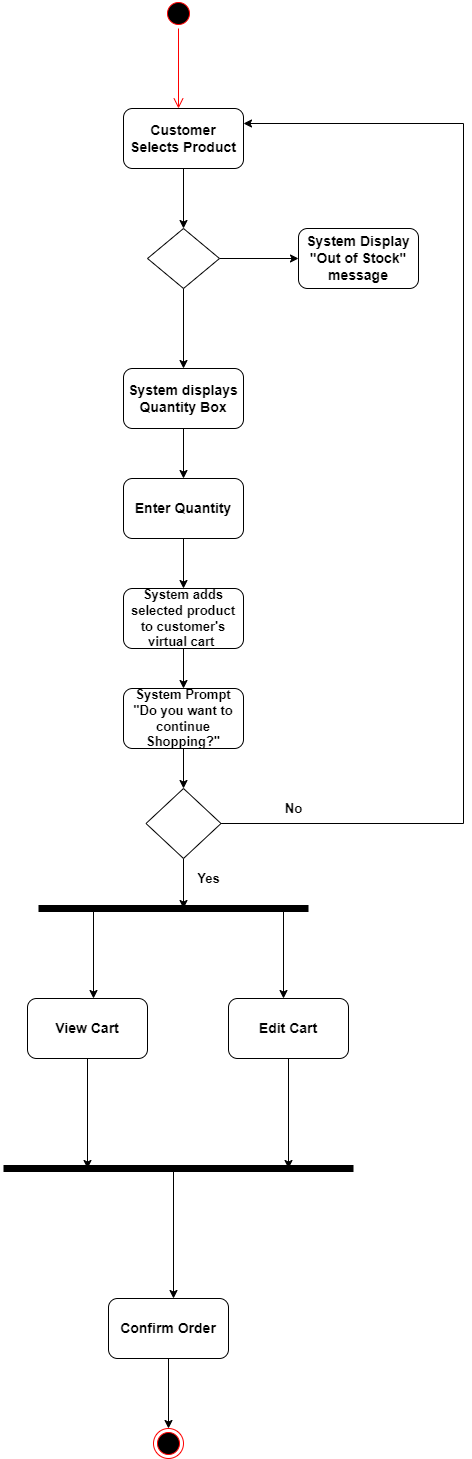 Customer
Selects Product
System Display
"Out of Stock"
message
System displays
Quantity Box
Enter Quantity
System adds
selected product
to customer's
virtual cart
System Prompt
"Do you want to
continue
Shopping?"
No
Yes
View Cart
Edit Cart
Confirm Order